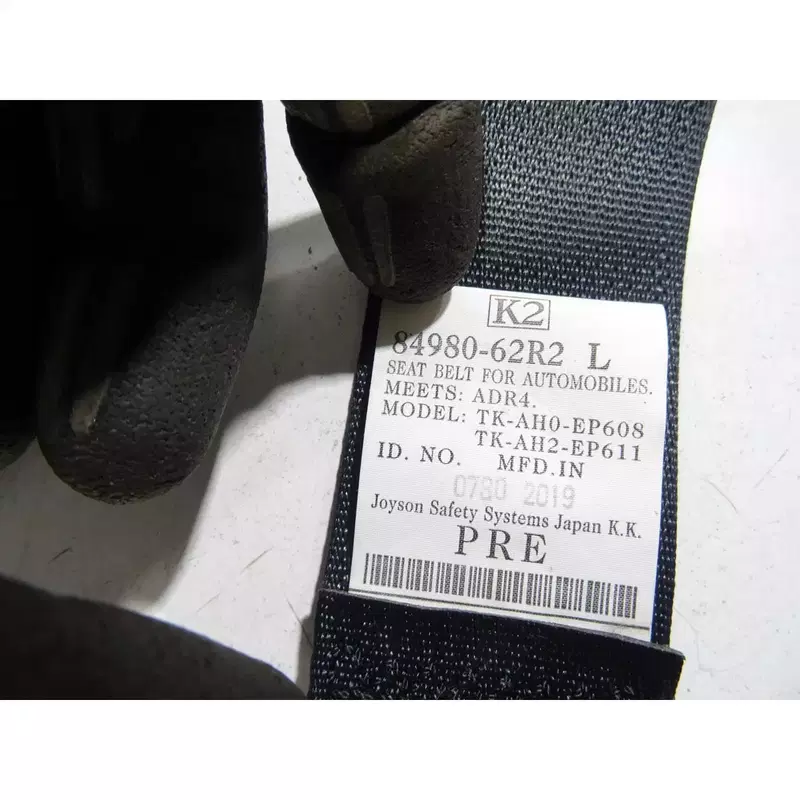 K2
84980-62R2 L
SEAT BELT FOR AUTOMOBILES.
MEETS: ADR4.
MODEL: TK-AH0-EP608
TK-AH2-EP611
ID. NO. MFD.IN
0780 2019
Joyson Safety Systems Japan K.K.
PRE